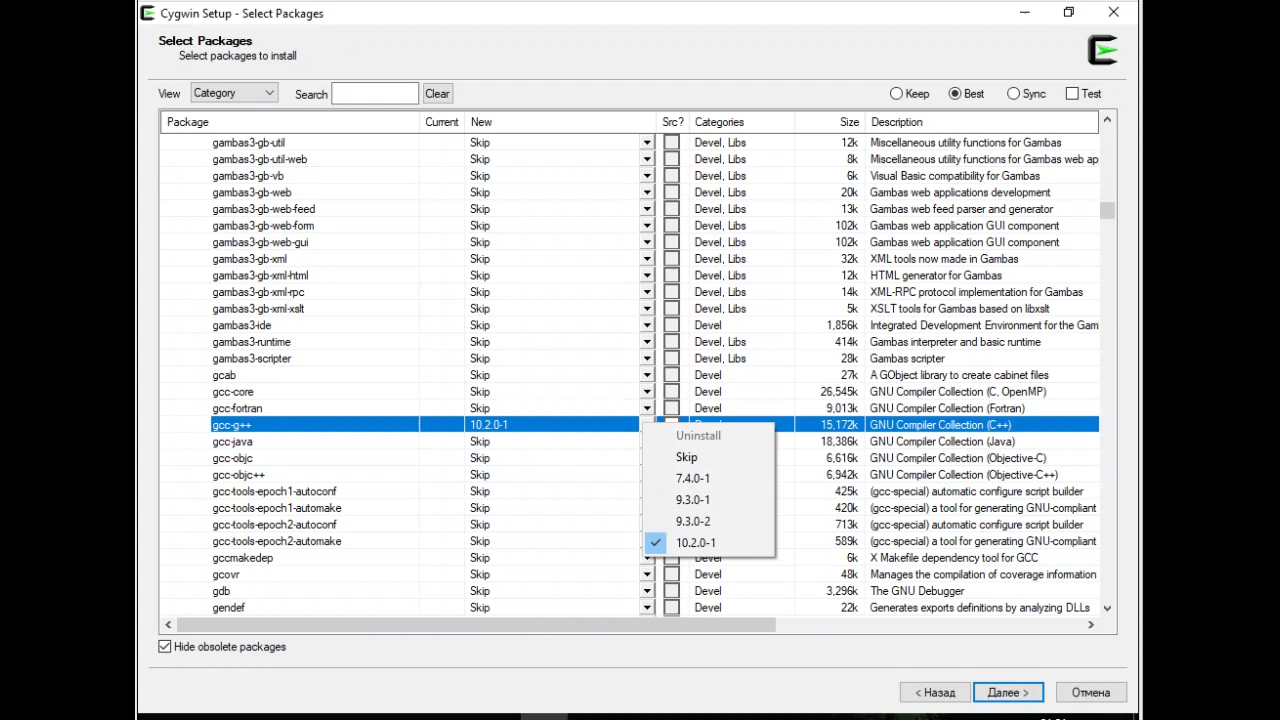 Cygwin Setup - Select Packages
Select Packages
Select packages to install
View Category Search Clear Keep Best Sync Test
Package Current New Src? Categories Size Description
gambas3-gb-util Skip Devel, Libs 12k Miscellaneous utility functions for Gambas
gambas3-gb-util-web Skip Devel, Libs 8k Miscellaneous utility functions for Gambas web ap
gambas3-gb-vb Skip Devel, Libs 6k Visual Basic compatibility for Gambas
gambas3-gb-web Skip Devel, Libs 20k Gambas web applications development
gambas3-gb-web-feed Skip Devel, Libs 13k Gambas web feed parser and generator
gambas3-gb-web-form Skip Devel, Libs 102k Gambas web application GUI component
gambas3-gb-web-gui Skip Devel, Libs 102k Gambas web application GUI component
gambas3-gb-xml Skip Devel, Libs 32k XML tools now made in Gambas
gambas3-gb-xml-html Skip Devel, Libs 12k HTML generator for Gambas
gambas3-gb-xml-rpc Skip Devel, Libs 14k XML-RPC protocol implementation for Gambas
gambas3-gb-xml-xslt Skip Devel, Libs 5k XSLT tools for Gambas based on libxslt
gambas3-ide Skip Devel 1,856k Integrated Development Environment for the Gam
gambas3-runtime Skip Devel, Libs 414k Gambas interpreter and basic runtime
gambas3-scripter Skip Devel, Libs 28k Gambas scripter
gcab Skip Devel 27k A GObject library to create cabinet files
gcc-core Skip Devel 26,545k GNU Compiler Collection (C, OpenMP)
gcc-fortran Skip Devel 9,013k GNU Compiler Collection (Fortran)
gcc-g++ 10.2.0-1 15,172k GNU Compiler Collection (C++)
gcc-java Skip Uninstall 18,386k GNU Compiler Collection (Java)
gcc-objc Skip Skip 6,616k GNU Compiler Collection (Objective-C)
gcc-objc++ Skip 7.4.0-1 6,942k GNU Compiler Collection (Objective-C++)
gcc-tools-epoch1-autoconf Skip 9.3.0-1 425k (gcc-special) automatic configure script builder
gcc-tools-epoch1-automake Skip 420k (gcc-special) a tool for generating GNU-compliant
gcc-tools-epoch2-autoconf Skip 9.3.0-2 713k (gcc-special) automatic configure script builder
gcc-tools-epoch2-automake Skip 10.2.0-1 589k (gcc-special) a tool for generating GNU-compliant
gccmakedep Skip Devel 6k X Makefile dependency tool for GCC
gcovr Skip Devel 48k Manages the compilation of coverage information
gdb Skip Devel 3,296k The GNU Debugger
gendef Skip Devel 22k Generates exports definitions by analyzing DLLs
Hide obsolete packages
< Назад Далее > Отмена